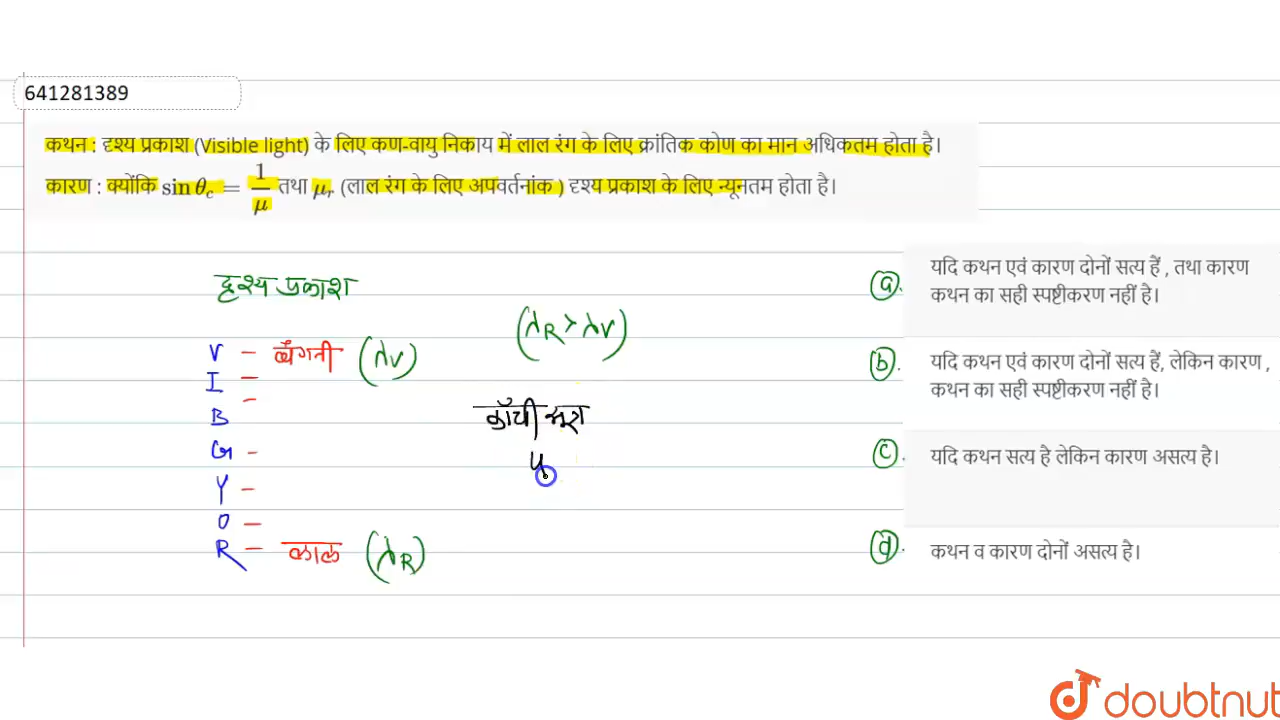 641281389
कथन : दृश्य प्रकाश (Visible light) के लिए कण-वायु निकाय में लाल रंग के लिए क्रांतिक कोण का मान अधिकतम होता है।
कारण : क्योंकि sin θ_c = 1/μ तथा μ_r (लाल रंग के लिए अपवर्तनांक ) दृश्य प्रकाश के लिए न्यूनतम होता है।
दृश्य प्रकाश
(λR > λV)
V - बैंगनी (λV)
I -
B -
G -
Y -
O -
R - लाल (λR)
कॉची सूत्र
μ
(a). यदि कथन एवं कारण दोनों सत्य हैं , तथा कारण
कथन का सही स्पष्टीकरण नहीं है।
(b). यदि कथन एवं कारण दोनों सत्य हैं, लेकिन कारण ,
कथन का सही स्पष्टीकरण नहीं है।
(c). यदि कथन सत्य है लेकिन कारण असत्य है।
(d). कथन व कारण दोनों असत्य है।
doubtnut